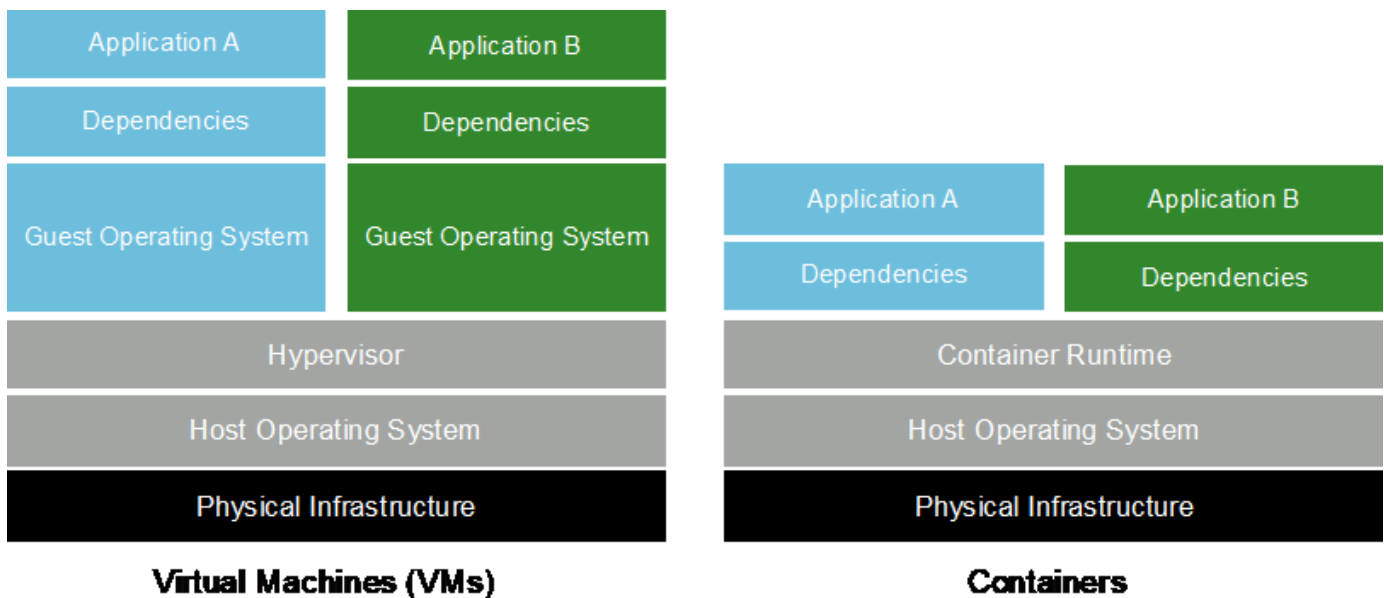 Application A
Application B
Dependencies
Dependencies
Guest Operating System
Guest Operating System
Hypervisor
Host Operating System
Physical Infrastructure
Virtual Machines (VMs)
Application A
Application B
Dependencies
Dependencies
Container Runtime
Host Operating System
Physical Infrastructure
Containers